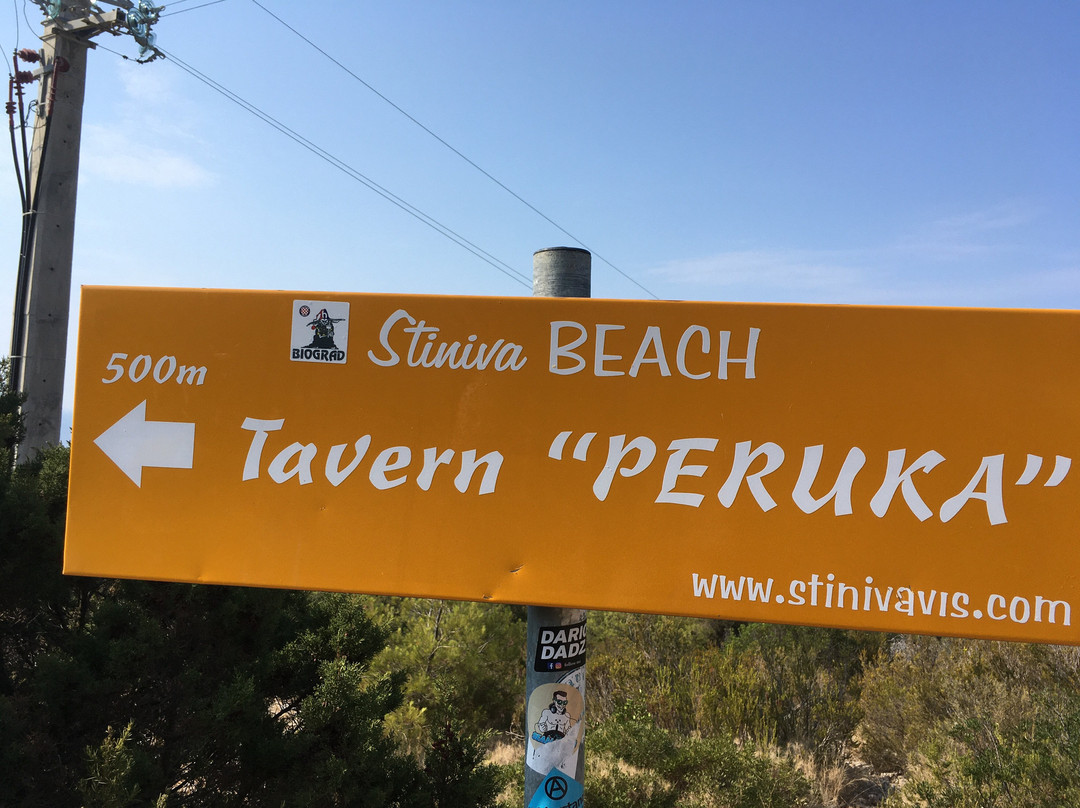 BIOGRAD
Stiniva BEACH
500m
Tavern “PERUKA”
www.stinivavis.com
DARIO
DADZ